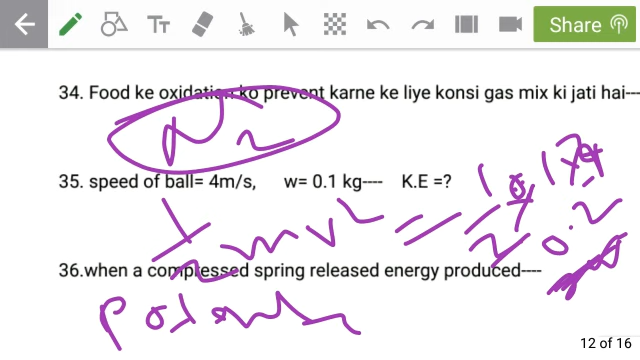 Share
34. Food ke oxidation ko prevent karne ke liye konsi gas mix ki jati hai---
N2
35. speed of ball= 4m/s, w= 0.1 kg---- K.E =?
1/2 mv2 =
0.2
36.when a compressed spring released energy produced----
12 of 16